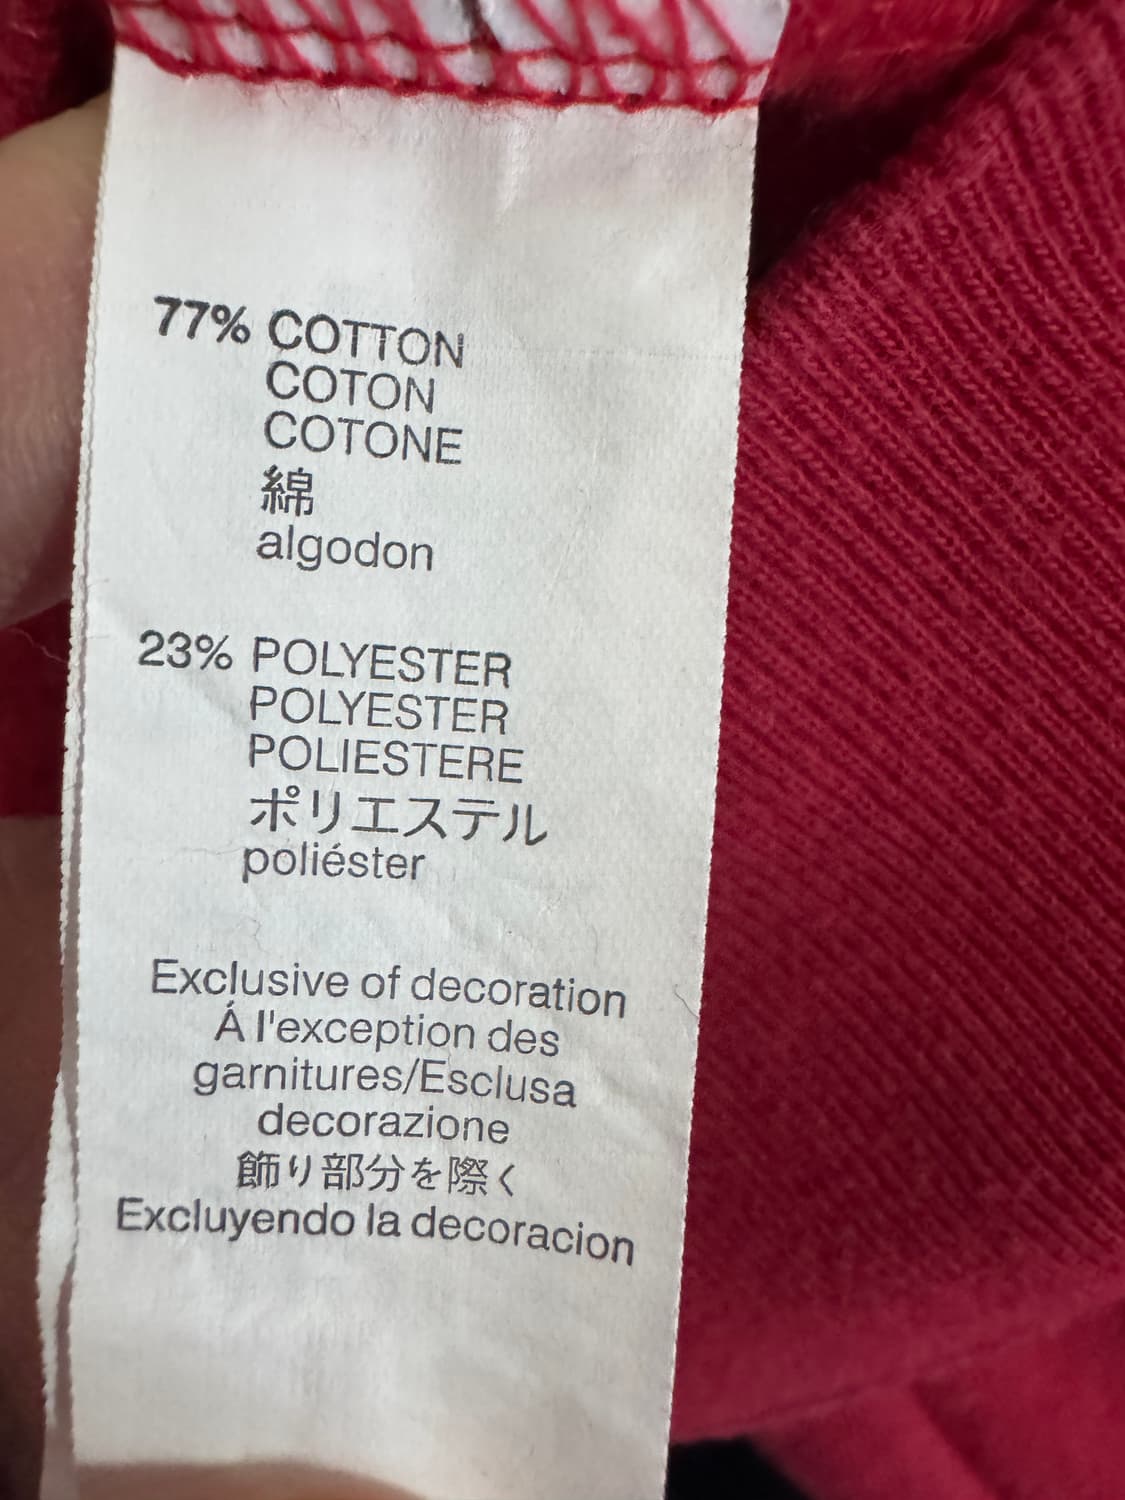 77% COTTON
COTON
COTONE
綿
algodon
23% POLYESTER
POLYESTER
POLIESTERE
ポリエステル
poliéster
Exclusive of decoration
Á l'exception des
garnitures/Esclusa
decorazione
飾り部分を際く
Excluyendo la decoracion